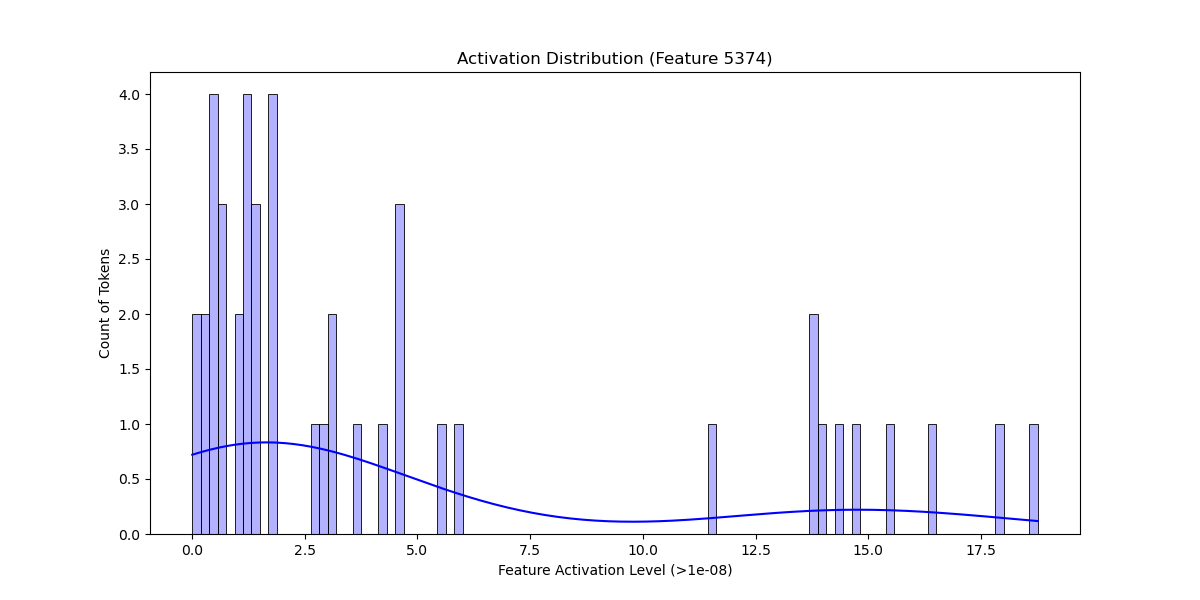 Activation Distribution (Feature 5374)
4.0
3.5
3.0
2.5
2.0
1.5
1.0
0.5
0.0
Count of Tokens
0.0 2.5 5.0 7.5 10.0 12.5 15.0 17.5
Feature Activation Level (>1e-08)